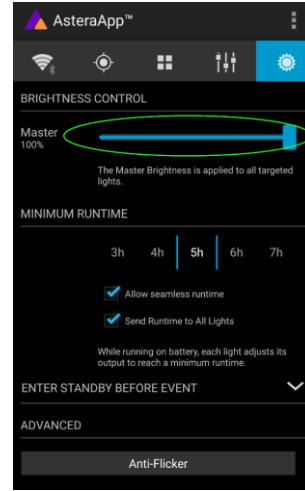 AsteraApp™
BRIGHTNESS CONTROL
Master
100%
The Master Brightness is applied to all targeted
lights.
MINIMUM RUNTIME
3h 4h 5h 6h 7h
Allow seamless runtime
Send Runtime to All Lights
While running on battery, each light adjusts its
output to reach a minimum runtime.
ENTER STANDBY BEFORE EVENT
ADVANCED
Anti-Flicker